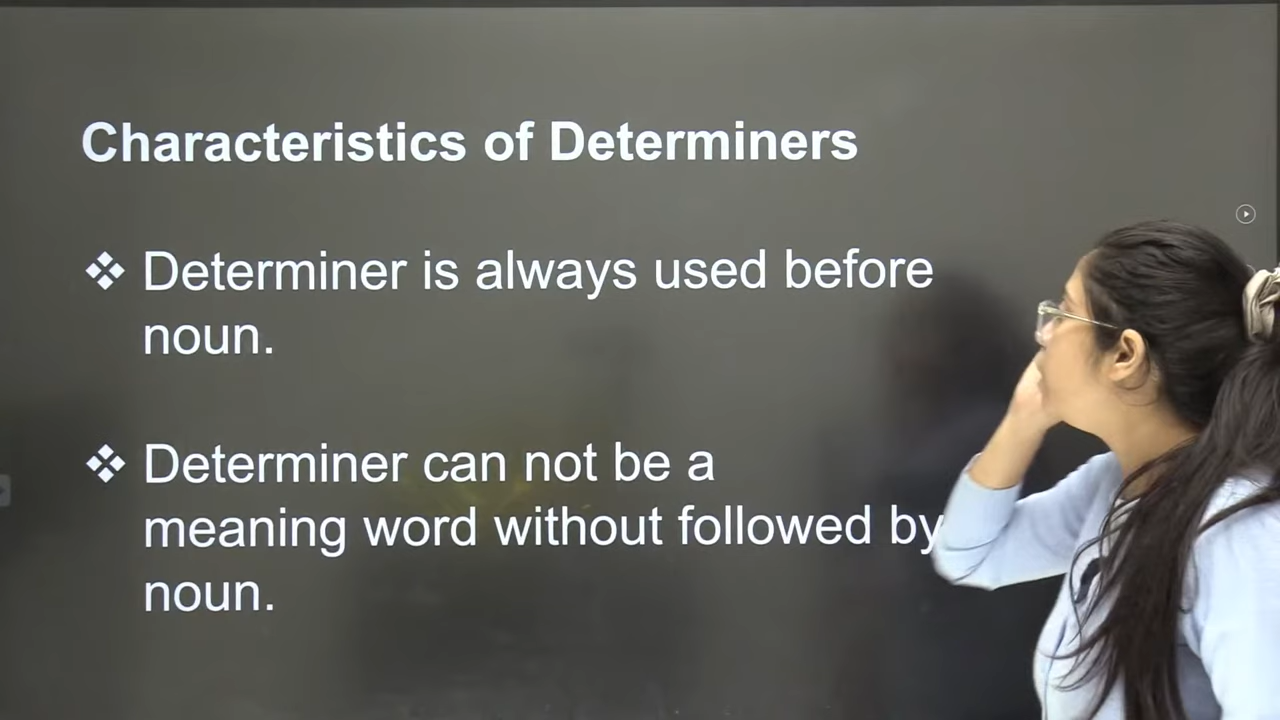 Characteristics of Determiners
❖ Determiner is always used before
noun.
❖ Determiner can not be a
meaning word without followed by
noun.